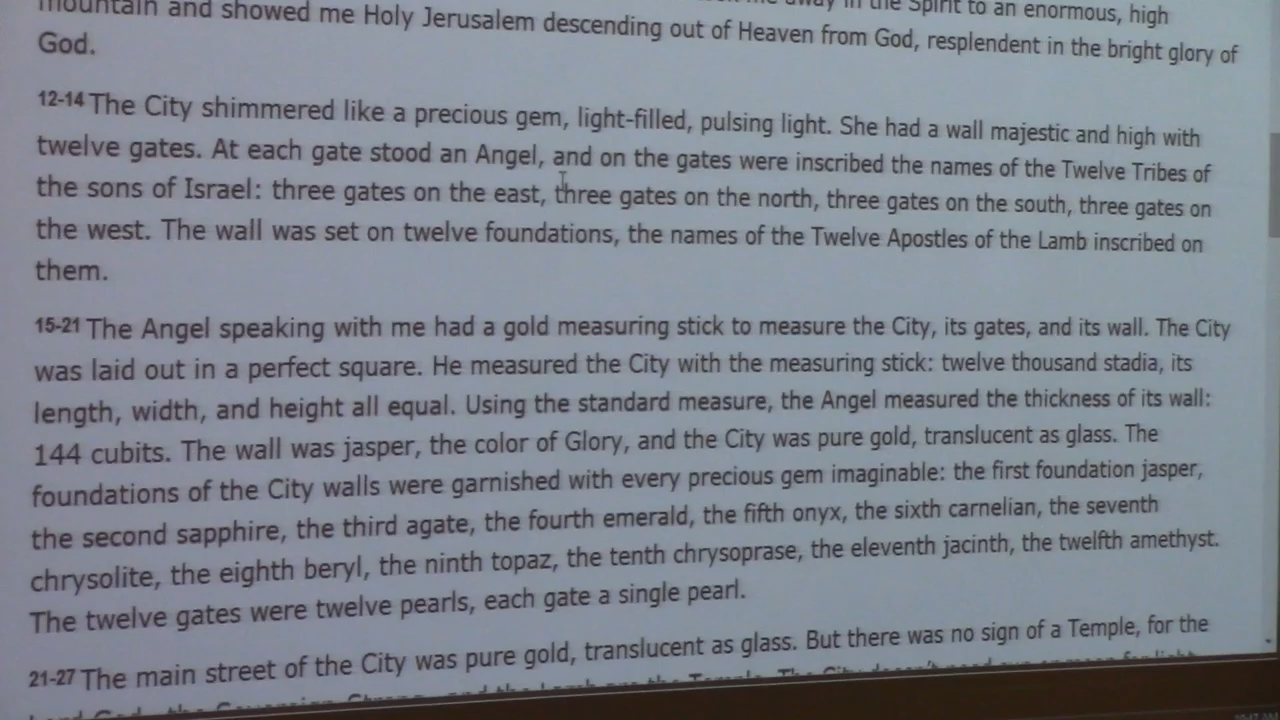 mountain and showed me Holy Jerusalem descending out of Heaven from God, resplendent in the bright glory of
God.
12-14 The City shimmered like a precious gem, light-filled, pulsing light. She had a wall majestic and high with
twelve gates. At each gate stood an Angel, and on the gates were inscribed the names of the Twelve Tribes of
the sons of Israel: three gates on the east, three gates on the north, three gates on the south, three gates on
the west. The wall was set on twelve foundations, the names of the Twelve Apostles of the Lamb inscribed on
them.
15-21 The Angel speaking with me had a gold measuring stick to measure the City, its gates, and its wall. The City
was laid out in a perfect square. He measured the City with the measuring stick: twelve thousand stadia, its
length, width, and height all equal. Using the standard measure, the Angel measured the thickness of its wall:
144 cubits. The wall was jasper, the color of Glory, and the City was pure gold, translucent as glass. The
foundations of the City walls were garnished with every precious gem imaginable: the first foundation jasper,
the second sapphire, the third agate, the fourth emerald, the fifth onyx, the sixth carnelian, the seventh
chrysolite, the eighth beryl, the ninth topaz, the tenth chrysoprase, the eleventh jacinth, the twelfth amethyst.
The twelve gates were twelve pearls, each gate a single pearl.
21-27 The main street of the City was pure gold, translucent as glass. But there was no sign of a Temple, for the